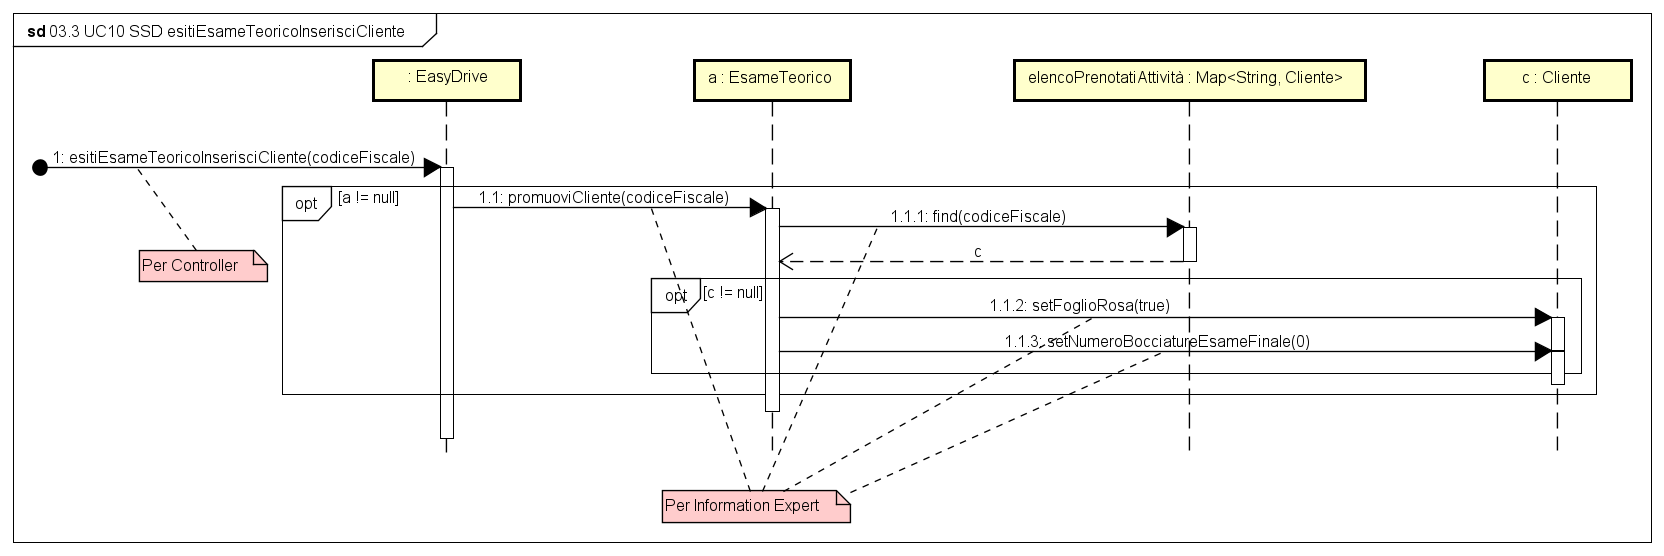 sd 03.3 UC10 SSD esitiEsameTeoricoInserisciCliente
: EasyDrive
a : EsameTeorico
elencoPrenotatiAttività : Map<String, Cliente>
c : Cliente
1: esitiEsameTeoricoInserisciCliente(codiceFiscale)
opt
[a != null]
1.1: promuoviCliente(codiceFiscale)
1.1.1: find(codiceFiscale)
c
Per Controller
opt
[c != null]
1.1.2: setFoglioRosa(true)
1.1.3: setNumeroBocciatureEsameFinale(0)
Per Information Expert